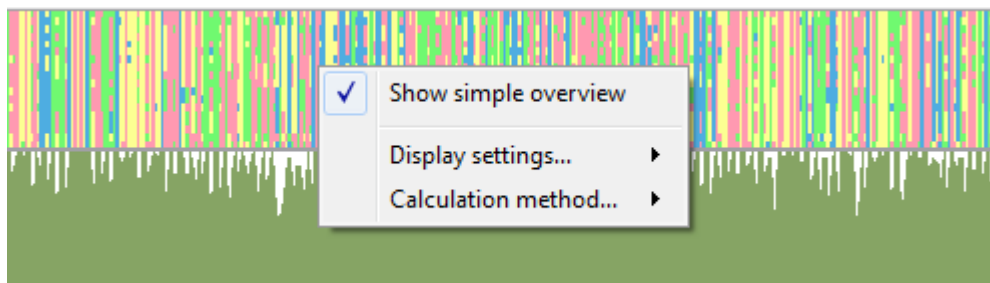 Show simple overview
Display settings...
Calculation method...